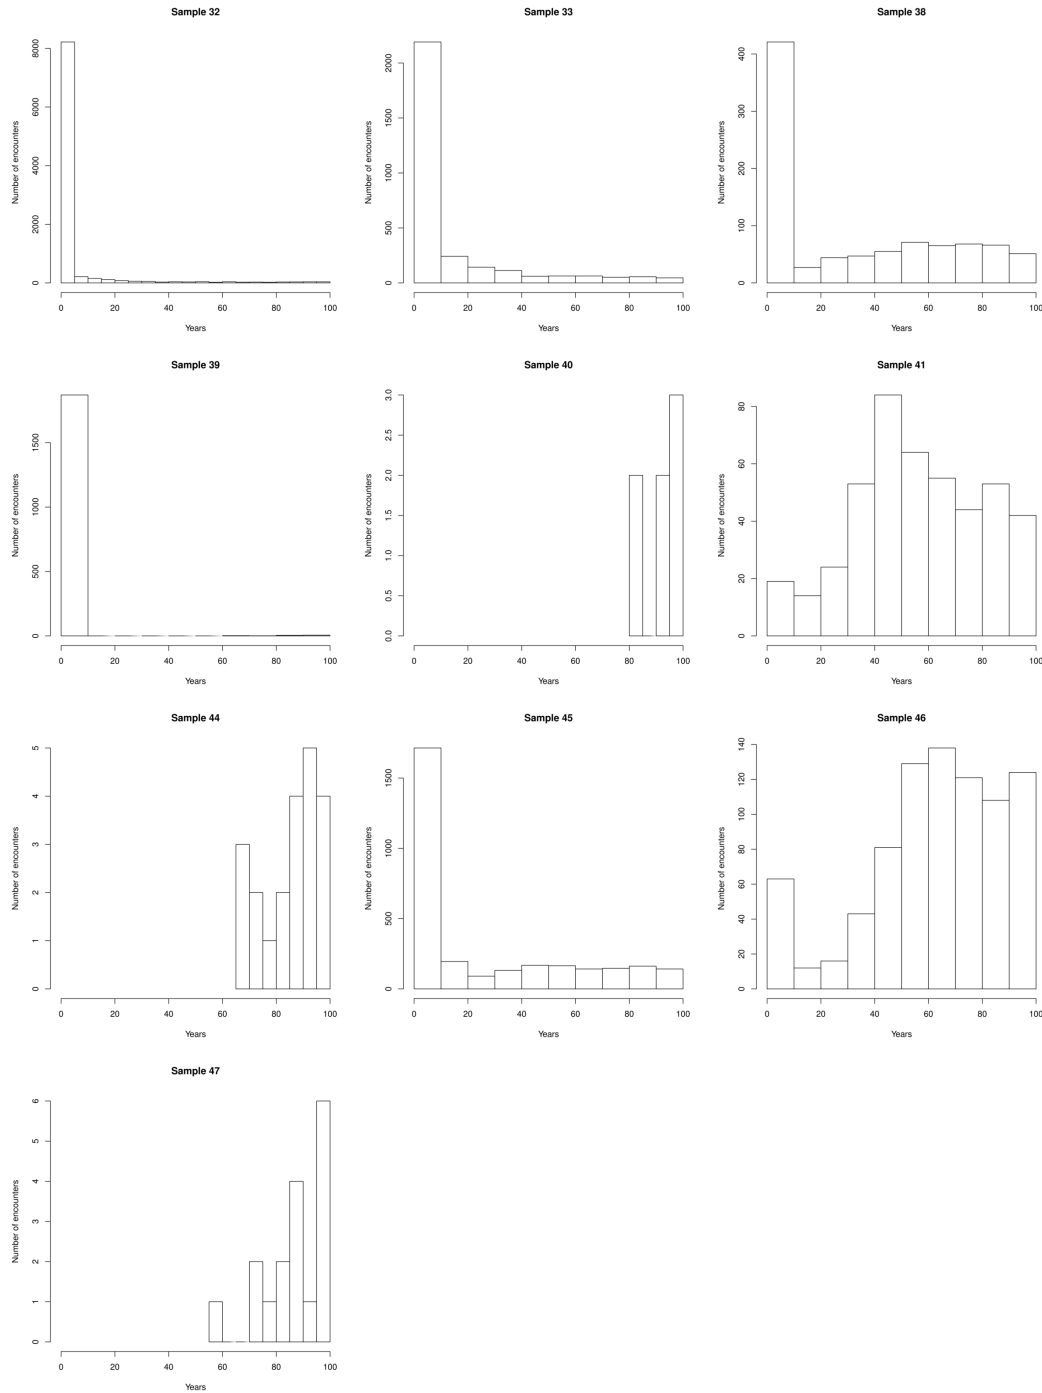 Sample 32
Number of encounters
0 2000 4000 6000 8000
0 20 40 60 80 100
Years
Sample 33
Number of encounters
0 500 1000 1500 2000
0 20 40 60 80 100
Years
Sample 38
Number of encounters
0 100 200 300 400
0 20 40 60 80 100
Years
Sample 39
Number of encounters
0 500 1000 1500
0 20 40 60 80 100
Years
Sample 40
Number of encounters
0.0 0.5 1.0 1.5 2.0 2.5 3.0
0 20 40 60 80 100
Years
Sample 41
Number of encounters
0 20 40 60 80
0 20 40 60 80 100
Years
Sample 44
Number of encounters
0 1 2 3 4 5
0 20 40 60 80 100
Years
Sample 45
Number of encounters
0 500 1000 1500
0 20 40 60 80 100
Years
Sample 46
Number of encounters
0 20 40 60 80 100 120 140
0 20 40 60 80 100
Years
Sample 47
Number of encounters
0 1 2 3 4 5 6
0 20 40 60 80 100
Years